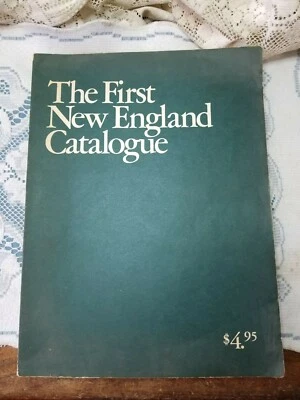 The First
New England
Catalogue
$4.95